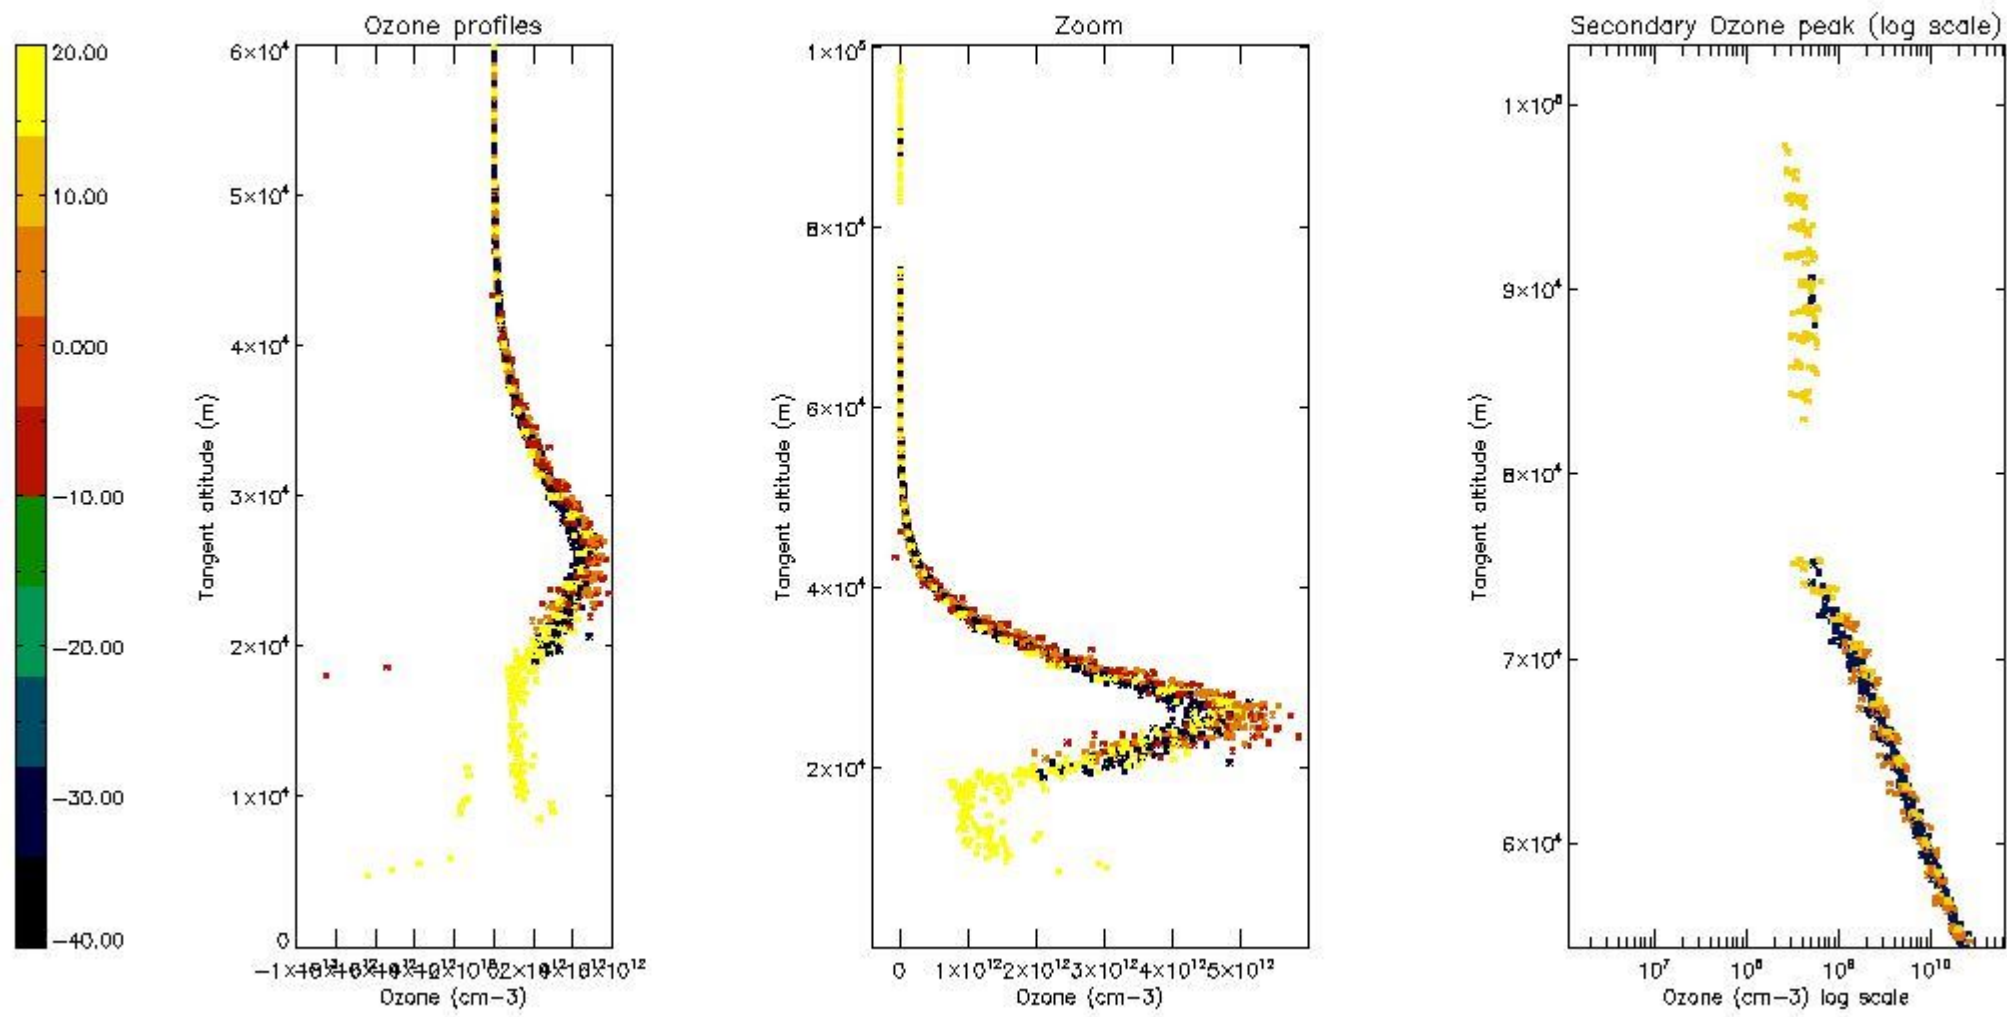 Ozone profiles
Zoom
Secondary Ozone peak (log scale)
20.00
10.00
0.000
−10.00
−20.00
−30.00
−40.00
6×10⁴
5×10⁴
4×10⁴
3×10⁴
2×10⁴
1×10⁴
0
Tangent altitude (m)
Ozone (cm−3)
1×10⁵
8×10⁴
6×10⁴
4×10⁴
2×10⁴
Tangent altitude (m)
0 1×10¹² 2×10¹² 3×10¹² 4×10¹² 5×10¹²
Ozone (cm−3)
9×10⁴
8×10⁴
7×10⁴
6×10⁴
Tangent altitude (m)
10⁷ 10⁸ 10⁹ 10¹⁰
Ozone (cm−3) log scale